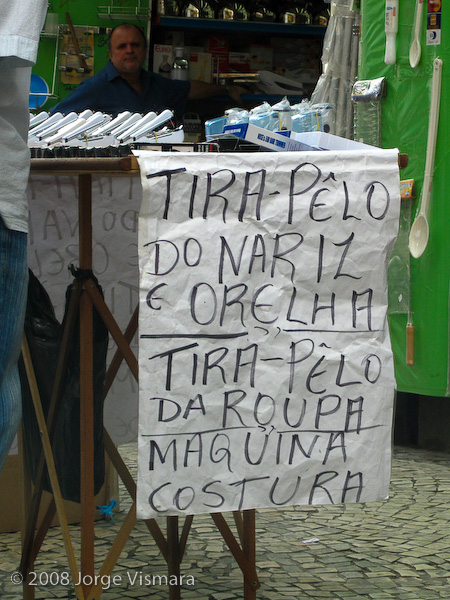 TIRA-PÊLO
DO NARIZ
E ORELHA
TIRA-PÊLO
DA ROUPA
MAQUINA
COSTURA
© 2008 Jorge Vismara